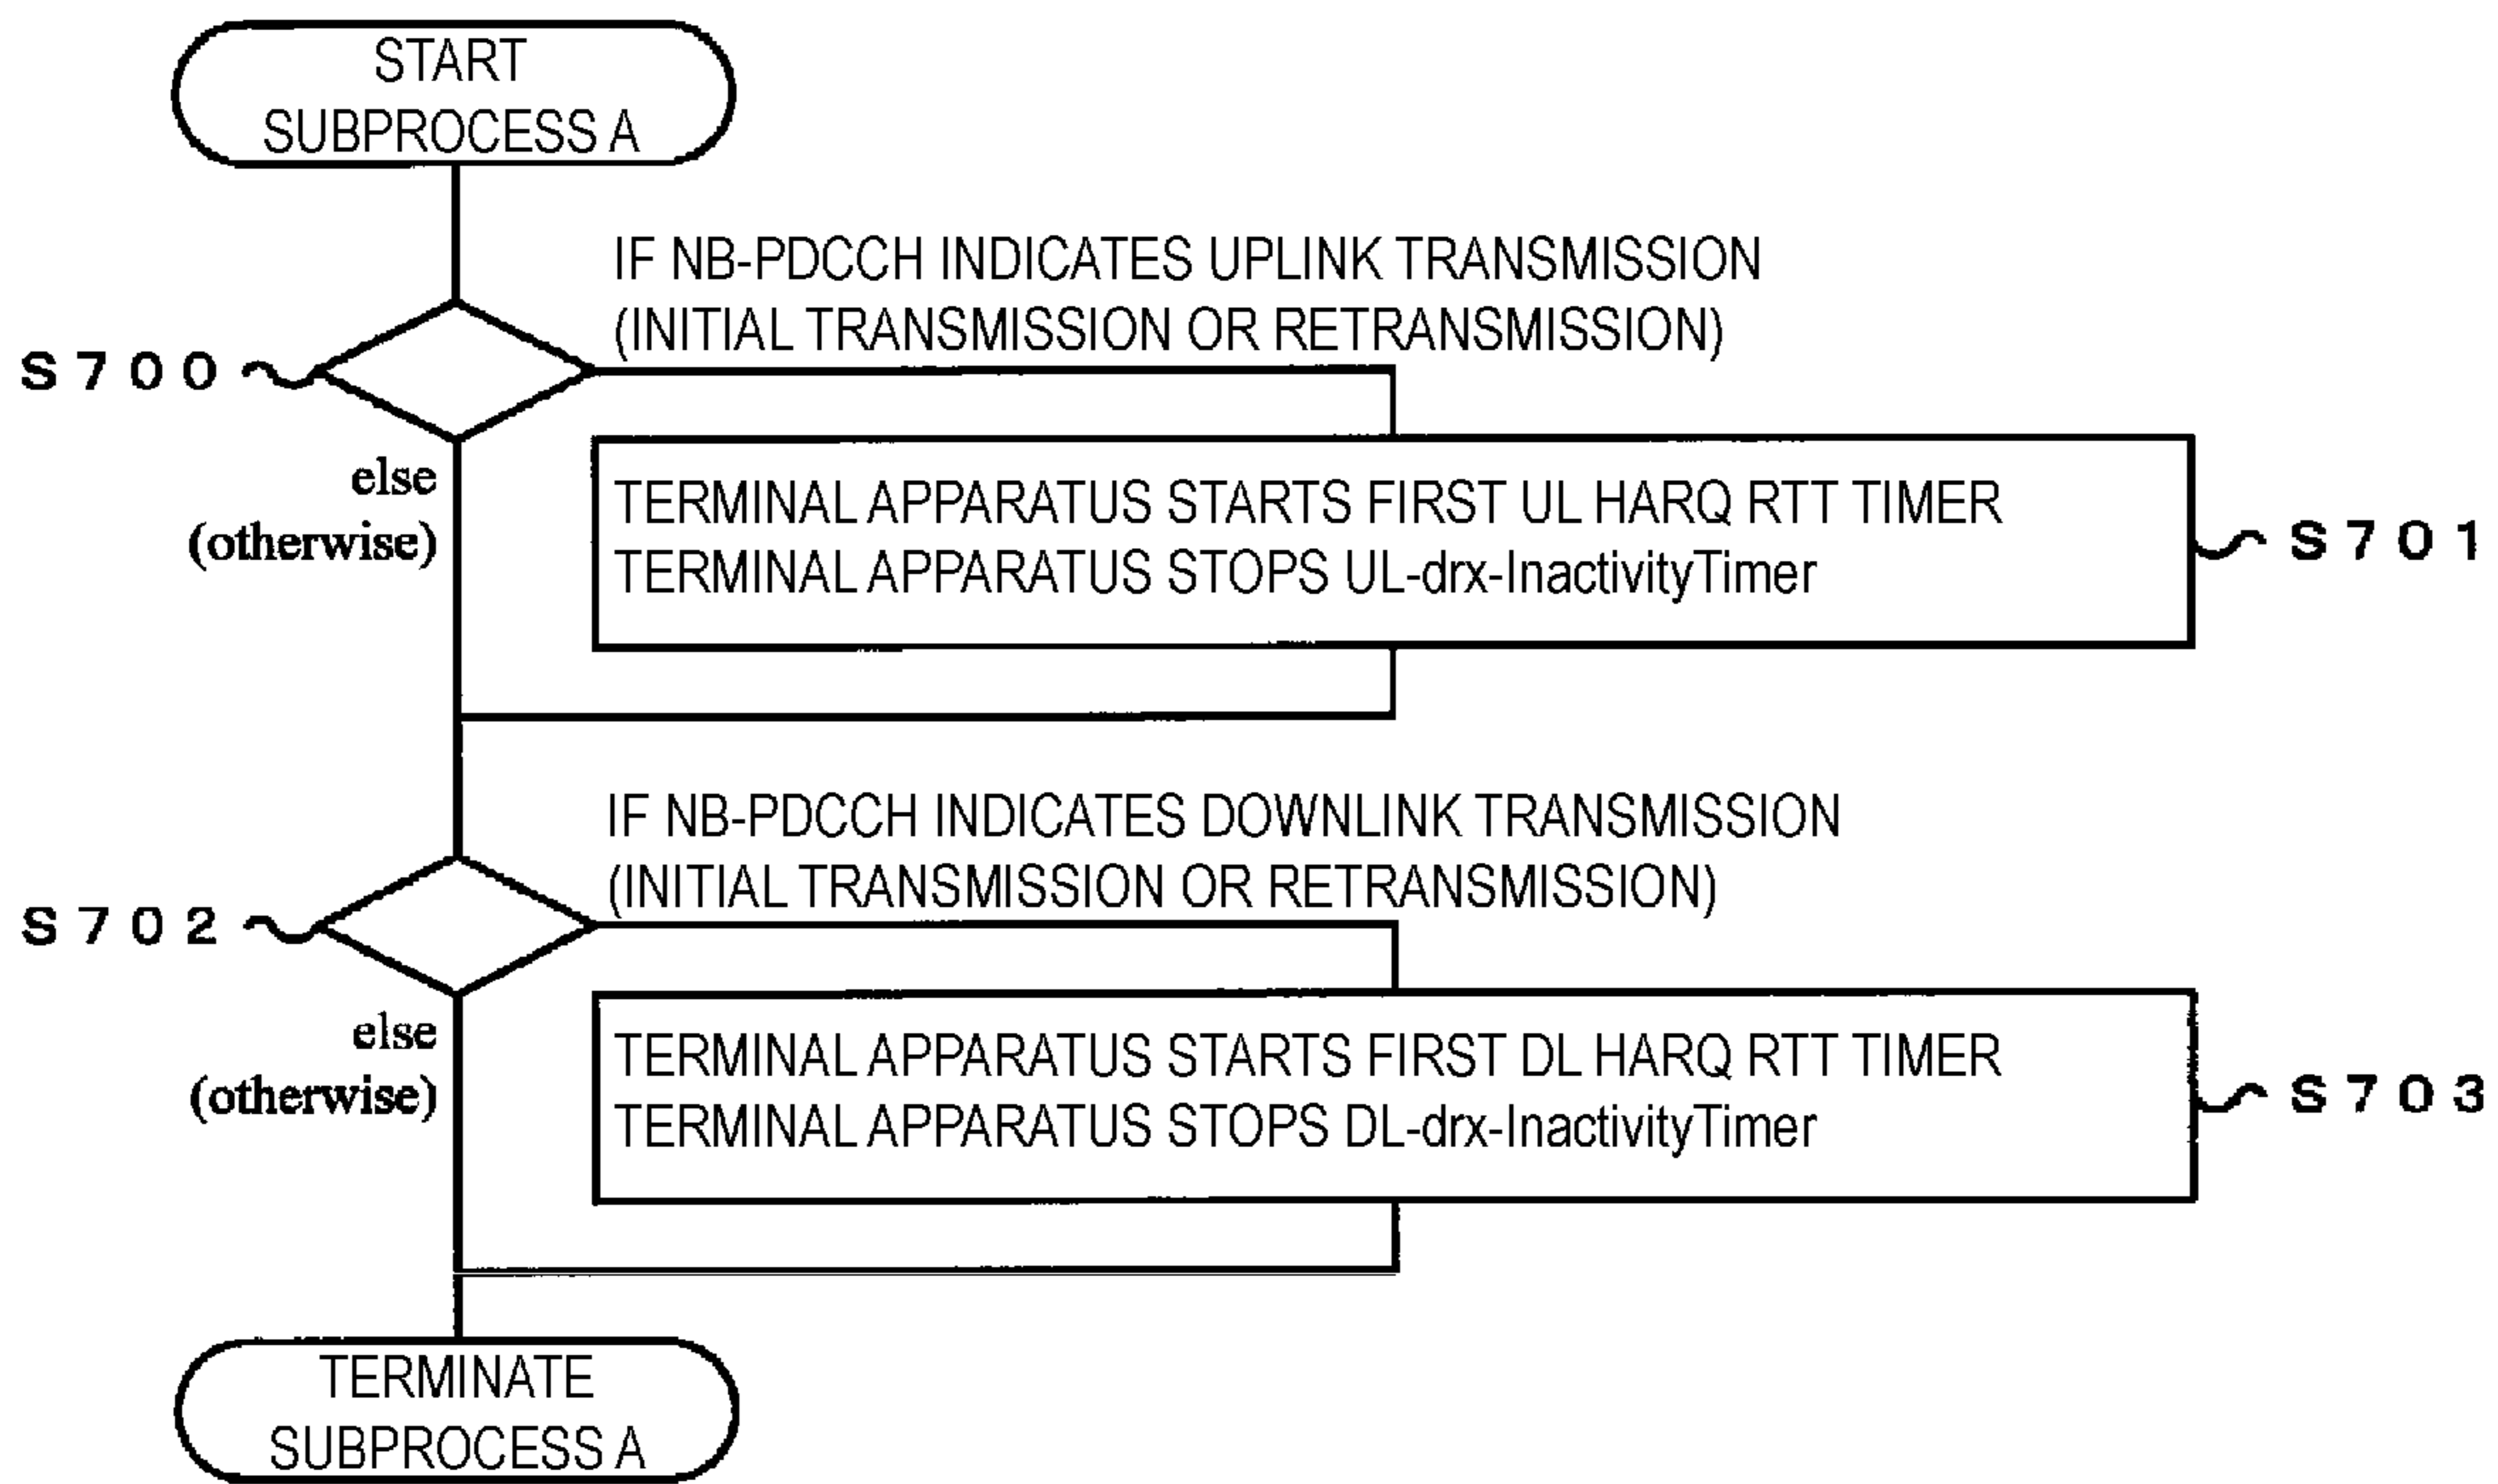 START
SUBPROCESS A
IF NB-PDCCH INDICATES UPLINK TRANSMISSION
(INITIAL TRANSMISSION OR RETRANSMISSION)
S700
else
(otherwise)
TERMINAL APPARATUS STARTS FIRST UL HARQ RTT TIMER
TERMINAL APPARATUS STOPS UL-drx-InactivityTimer
S701
IF NB-PDCCH INDICATES DOWNLINK TRANSMISSION
(INITIAL TRANSMISSION OR RETRANSMISSION)
S702
else
(otherwise)
TERMINAL APPARATUS STARTS FIRST DL HARQ RTT TIMER
TERMINAL APPARATUS STOPS DL-drx-InactivityTimer
S703
TERMINATE
SUBPROCESS A